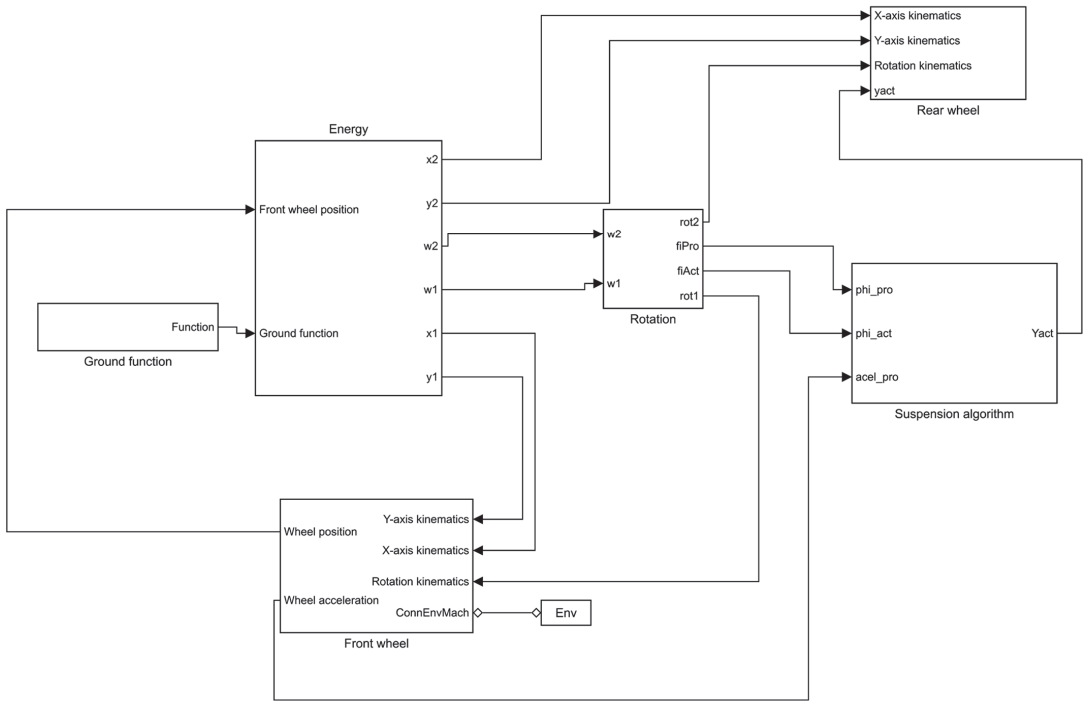 X-axis kinematics
Y-axis kinematics
Rotation kinematics
yact
Rear wheel
Energy
x2
Front wheel position
y2
w2
w1
Ground function
x1
y1
Function
Ground function
rot2
w2
fiPro
fiAct
w1
rot1
Rotation
phi_pro
phi_act
Yact
acel_pro
Suspension algorithm
Y-axis kinematics
Wheel position
X-axis kinematics
Rotation kinematics
Wheel acceleration
ConnEnvMach
Env
Front wheel